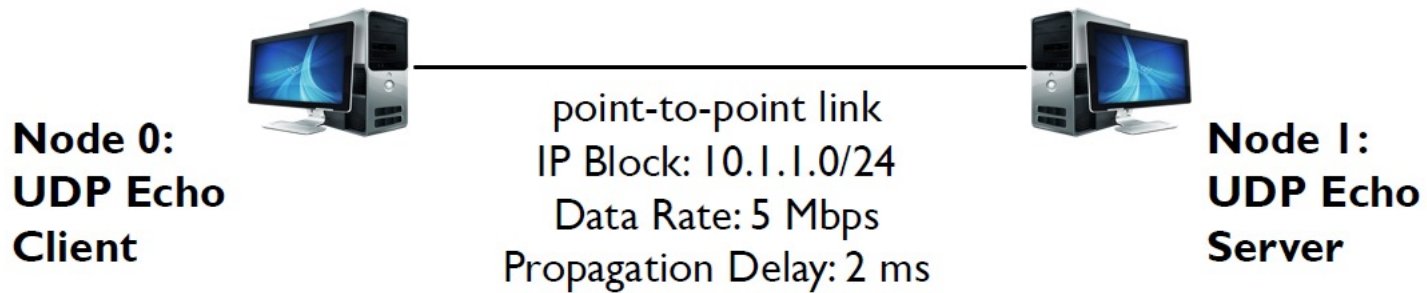 Node 0:
UDP Echo
Client
point-to-point link
IP Block: 10.1.1.0/24
Data Rate: 5 Mbps
Propagation Delay: 2 ms
Node 1:
UDP Echo
Server